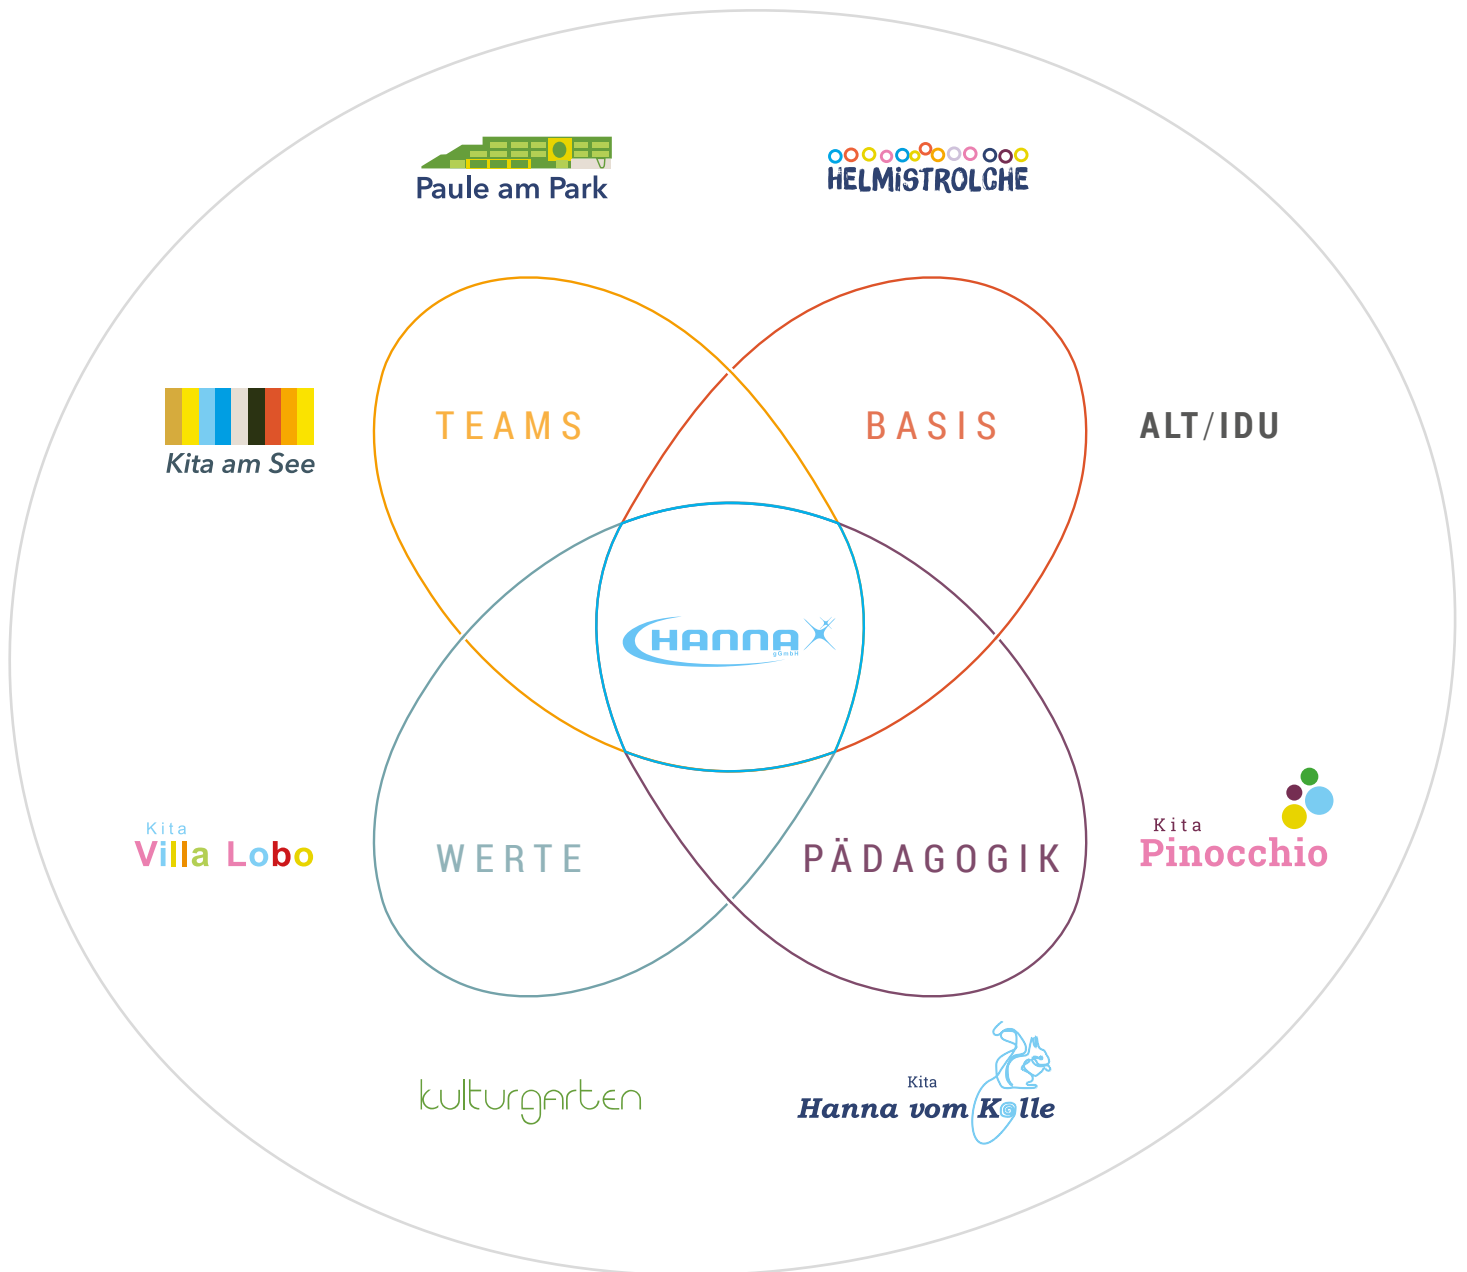 Paule am Park
HELMiSTROLCHE
Kita am See
TEAMS
BASIS
ALT/IDU
HANNA
gGmbH
Kita
Villa Lobo
WERTE
PÄDAGOGIK
Kita
Pinocchio
kulturgarten
Kita
Hanna vom Kolle